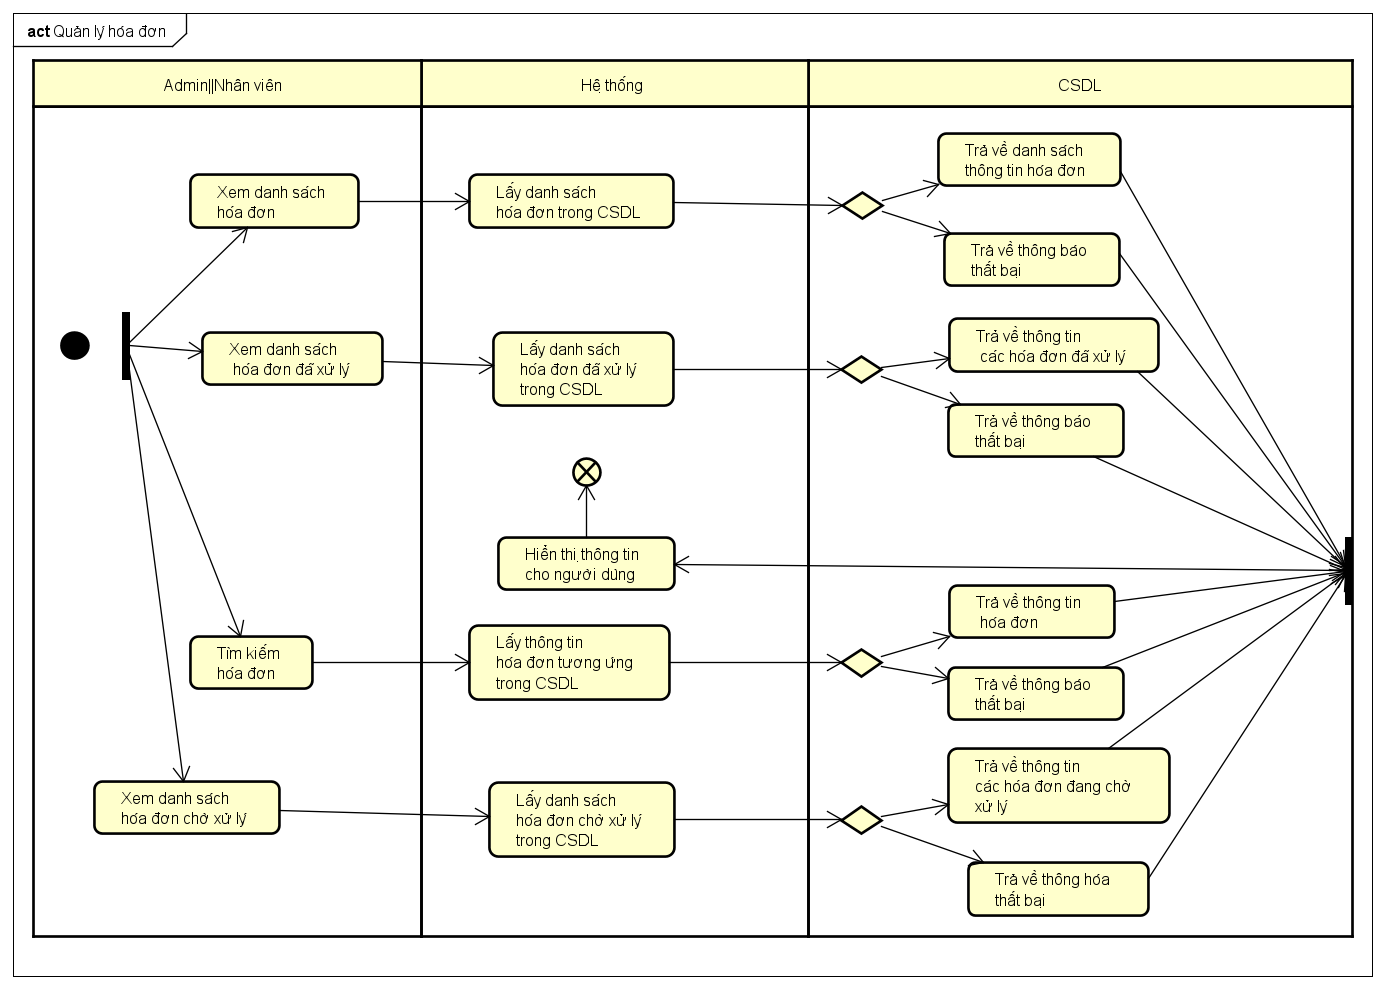 act Quản lý hóa đơn
Admin||Nhân viên
Hệ thống
CSDL
Xem danh sách
hóa đơn
Lấy danh sách
hóa đơn trong CSDL
Trả về danh sách
thông tin hóa đơn
Trả về thông báo
thất bại
Xem danh sách
hóa đơn đã xử lý
Lấy danh sách
hóa đơn đã xử lý
trong CSDL
Trả về thông tin
các hóa đơn đã xử lý
Trả về thông báo
thất bại
Hiển thị thông tin
cho người dùng
Tìm kiếm
hóa đơn
Lấy thông tin
hóa đơn tương ứng
trong CSDL
Trả về thông tin
hóa đơn
Trả về thông báo
thất bại
Xem danh sách
hóa đơn chờ xử lý
Lấy danh sách
hóa đơn chờ xử lý
trong CSDL
Trả về thông tin
các hóa đơn đang chờ
xử lý
Trả về thông hóa
thất bại